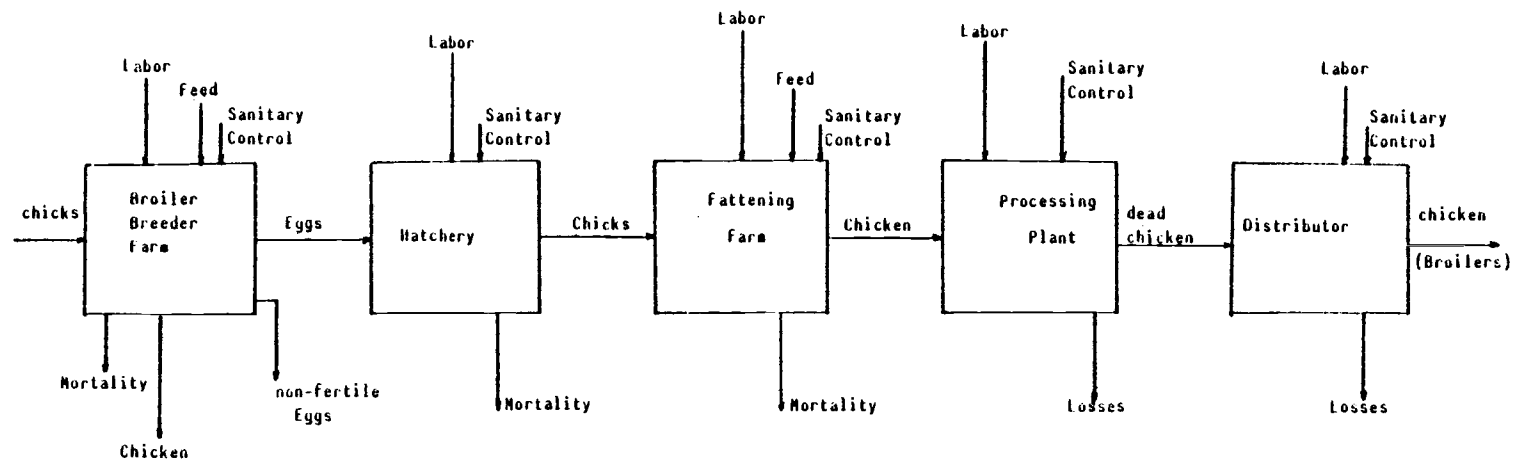 Labor
Feed
Sanitary
Control
chicks
Broiler
Breeder
Farm
Eggs
Mortality
Chicken
non-fertile
Eggs
Labor
Sanitary
Control
Hatchery
Chicks
Mortality
Labor
Feed
Sanitary
Control
Fattening
Farm
Chicken
Mortality
Labor
Sanitary
Control
Processing
Plant
dead
chicken
Losses
Labor
Sanitary
Control
Distributor
chicken
(Broilers)
Losses